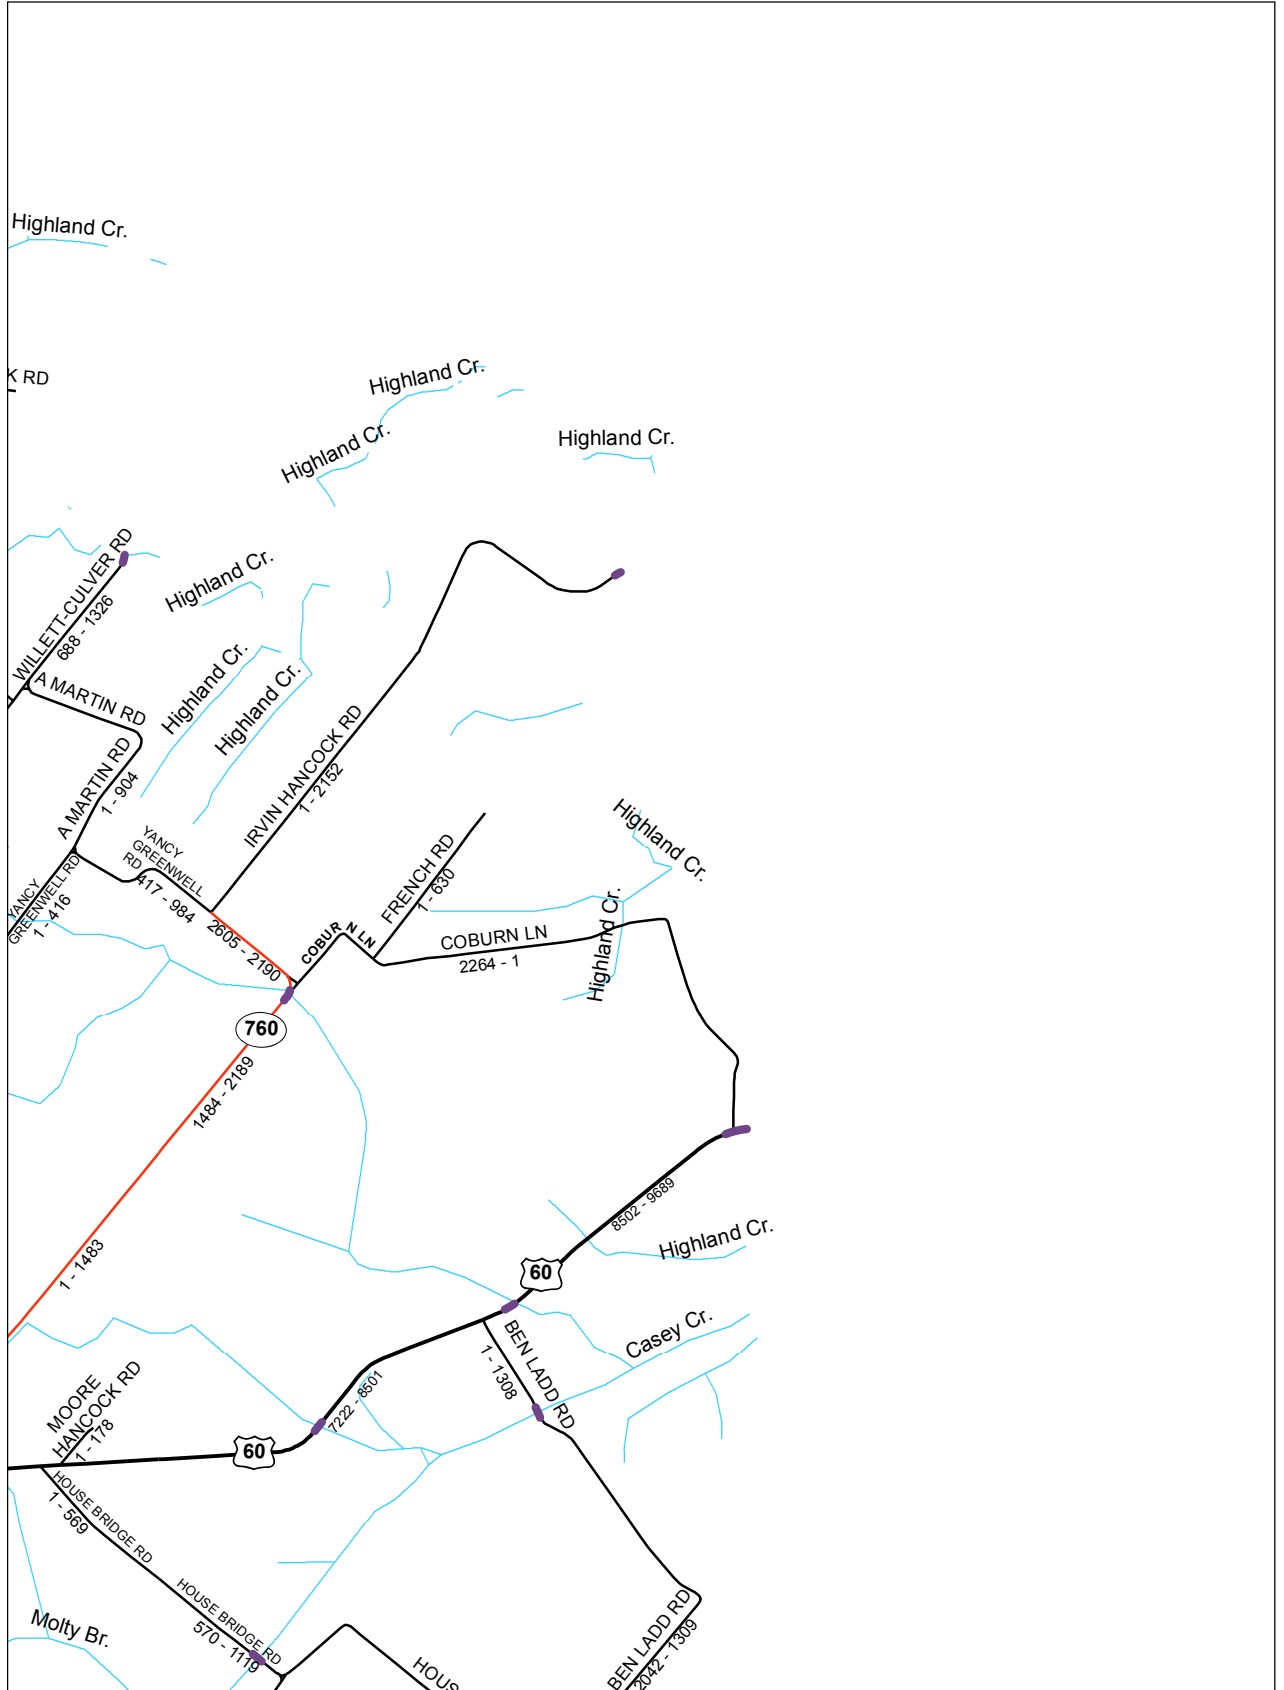 Highland Cr.
K RD
Highland Cr.
Highland Cr.
Highland Cr.
WILLETT-CULVER RD
688 - 1326
Highland Cr.
A MARTIN RD
Highland Cr.
Highland Cr.
A MARTIN RD
1 - 904
IRVIN HANCOCK RD
1 - 2152
YANCY
GREENWELL
RD
417 - 984
YANCY
GREENWELL RD
1 - 416
FRENCH RD
1 - 630
Highland Cr.
Highland Cr.
2605 - 2190
COBURN LN
COBURN LN
2264 - 1
760
1484 - 2189
1 - 1483
8502 - 9689
Highland Cr.
60
BEN LADD RD
1 - 1308
Casey Cr.
7222 - 8501
MOORE
HANCOCK RD
1 - 178
60
HOUSE BRIDGE RD
1 - 569
HOUSE BRIDGE RD
570 - 1119
Molty Br.
HOUS
BEN LADD RD
2042 - 1309